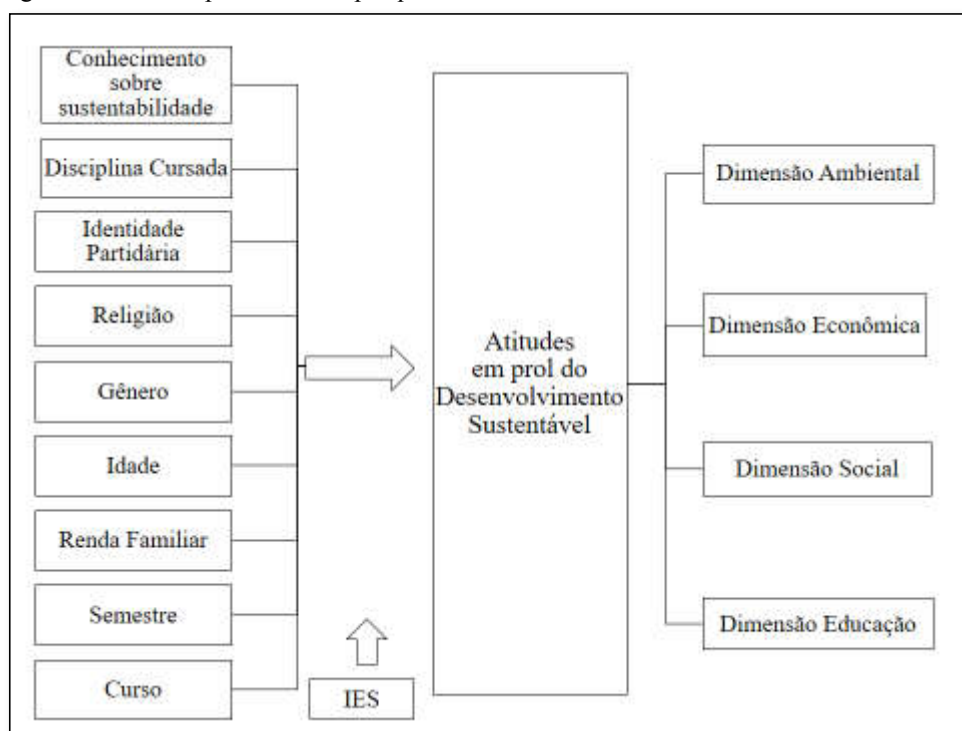 Conhecimento
sobre
sustentabilidade
Disciplina Cursada
Identidade
Partidária
Religião
Gênero
Idade
Renda Familiar
Semestre
Curso
IES
Atitudes
em prol do
Desenvolvimento
Sustentável
Dimensão Ambiental
Dimensão Econômica
Dimensão Social
Dimensão Educação